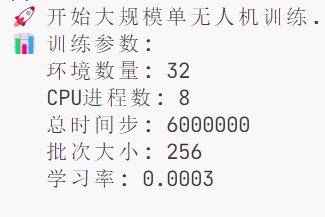 🚀 开始大规模单无人机训练.
📊 训练参数:
环境数量: 32
CPU进程数: 8
总时间步: 6000000
批次大小: 256
学习率: 0.0003